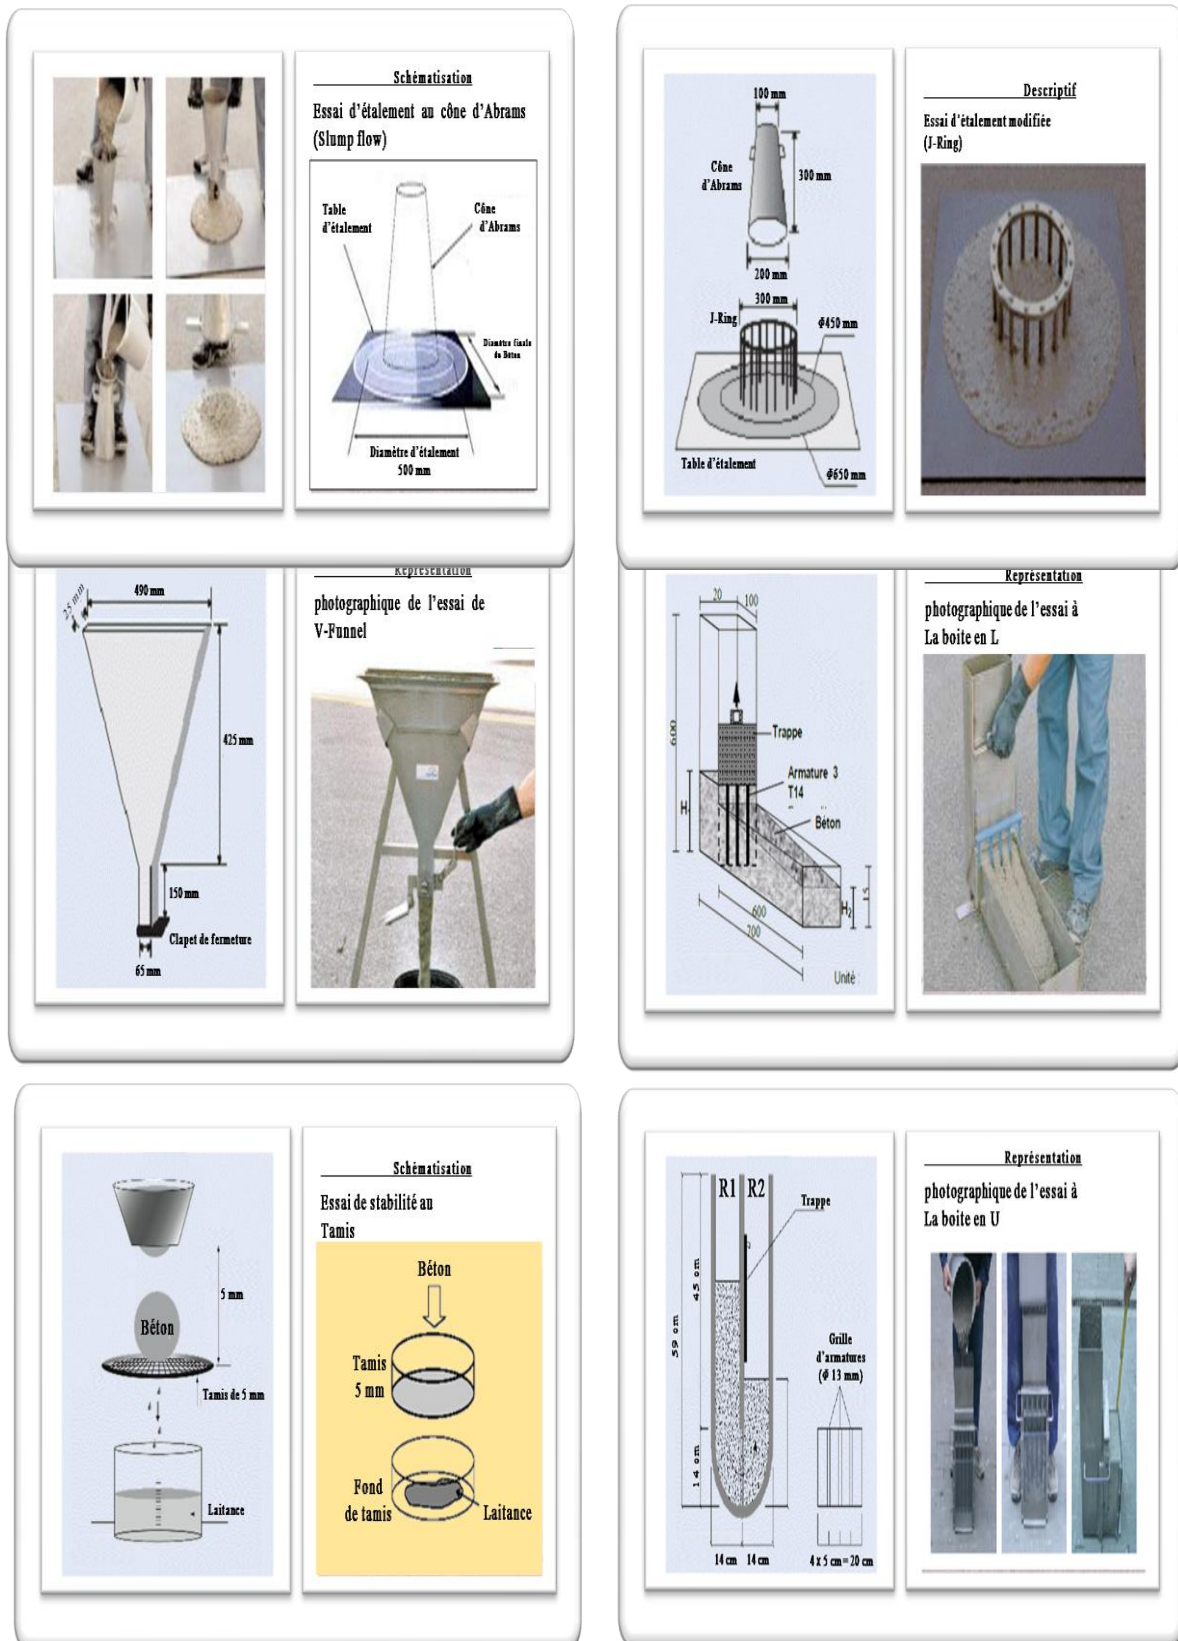 Schématisation
Essai d'étalement au cône d'Abrams
(Slump flow)
Table
d'étalement
Cône
d'Abrams
Diamètre finale
de Béton
Diamètre d'étalement
500 mm
100 mm
Cône
d'Abrams
300 mm
200 mm
300 mm
J-Ring
Φ450 mm
Table d'étalement
Φ650 mm
Descriptif
Essai d'étalement modifiée
(J-Ring)
490 mm
25 mm
425 mm
150 mm
Clapet de fermeture
65 mm
Représentation
photographique de l'essai de
V-Funnel
20
100
600
Trappe
Armature 3
T14
Béton
H
H2
15
600
700
Unité
Représentation
photographique de l'essai à
La boite en L
5 mm
Béton
Tamis de 5 mm
Laitance
Schématisation
Essai de stabilité au
Tamis
Béton
Tamis
5 mm
Fond
de tamis
Laitance
R1 R2
Trappe
45 cm
59 cm
14 cm
Grille
d'armatures
(Φ 13 mm)
14 cm 14 cm
4 x 5 cm = 20 cm
Représentation
photographique de l'essai à
La boite en U